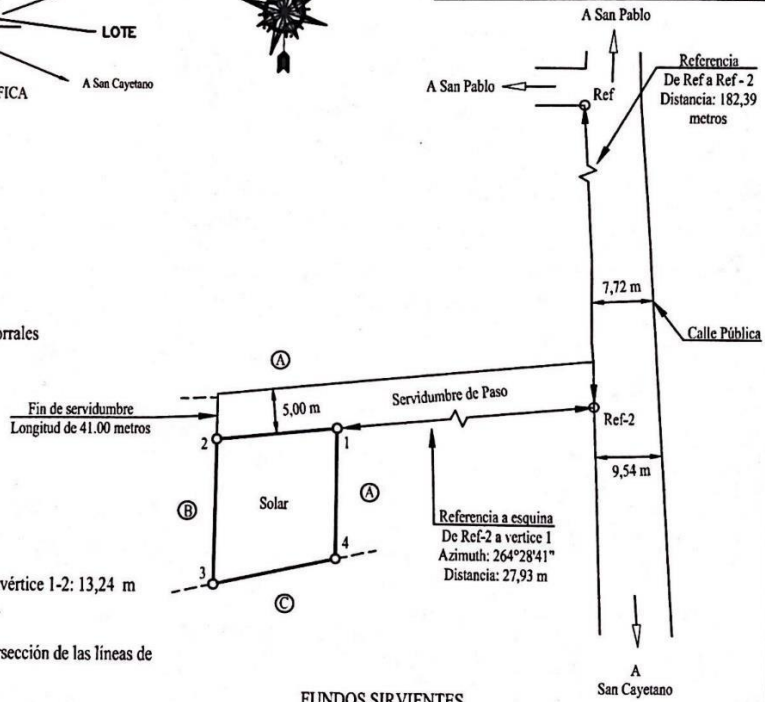 LOTE
FICA
A San Cayetano
A San Pablo
A San Pablo
Ref
Referencia
De Ref a Ref - 2
Distancia: 182,39
metros
7,72 m
Calle Pública
orrales
A
Servidumbre de Paso
5,00 m
Fin de servidumbre
Longitud de 41.00 metros
Ref-2
2
1
9,54 m
B
Solar
A
Referencia a esquina
De Ref-2 a vertice 1
Azimuth: 264°28'41"
Distancia: 27,93 m
4
3
vértice 1-2: 13,24 m
C
rsección de las líneas de
A
San Cayetano
FUNDOS SIRVIENTES